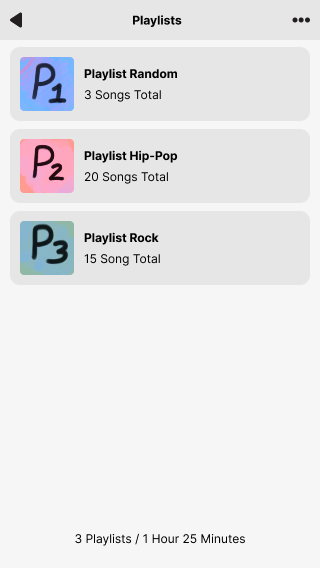 Playlists
P1
Playlist Random
3 Songs Total
P2
Playlist Hip-Pop
20 Songs Total
P3
Playlist Rock
15 Song Total
3 Playlists / 1 Hour 25 Minutes